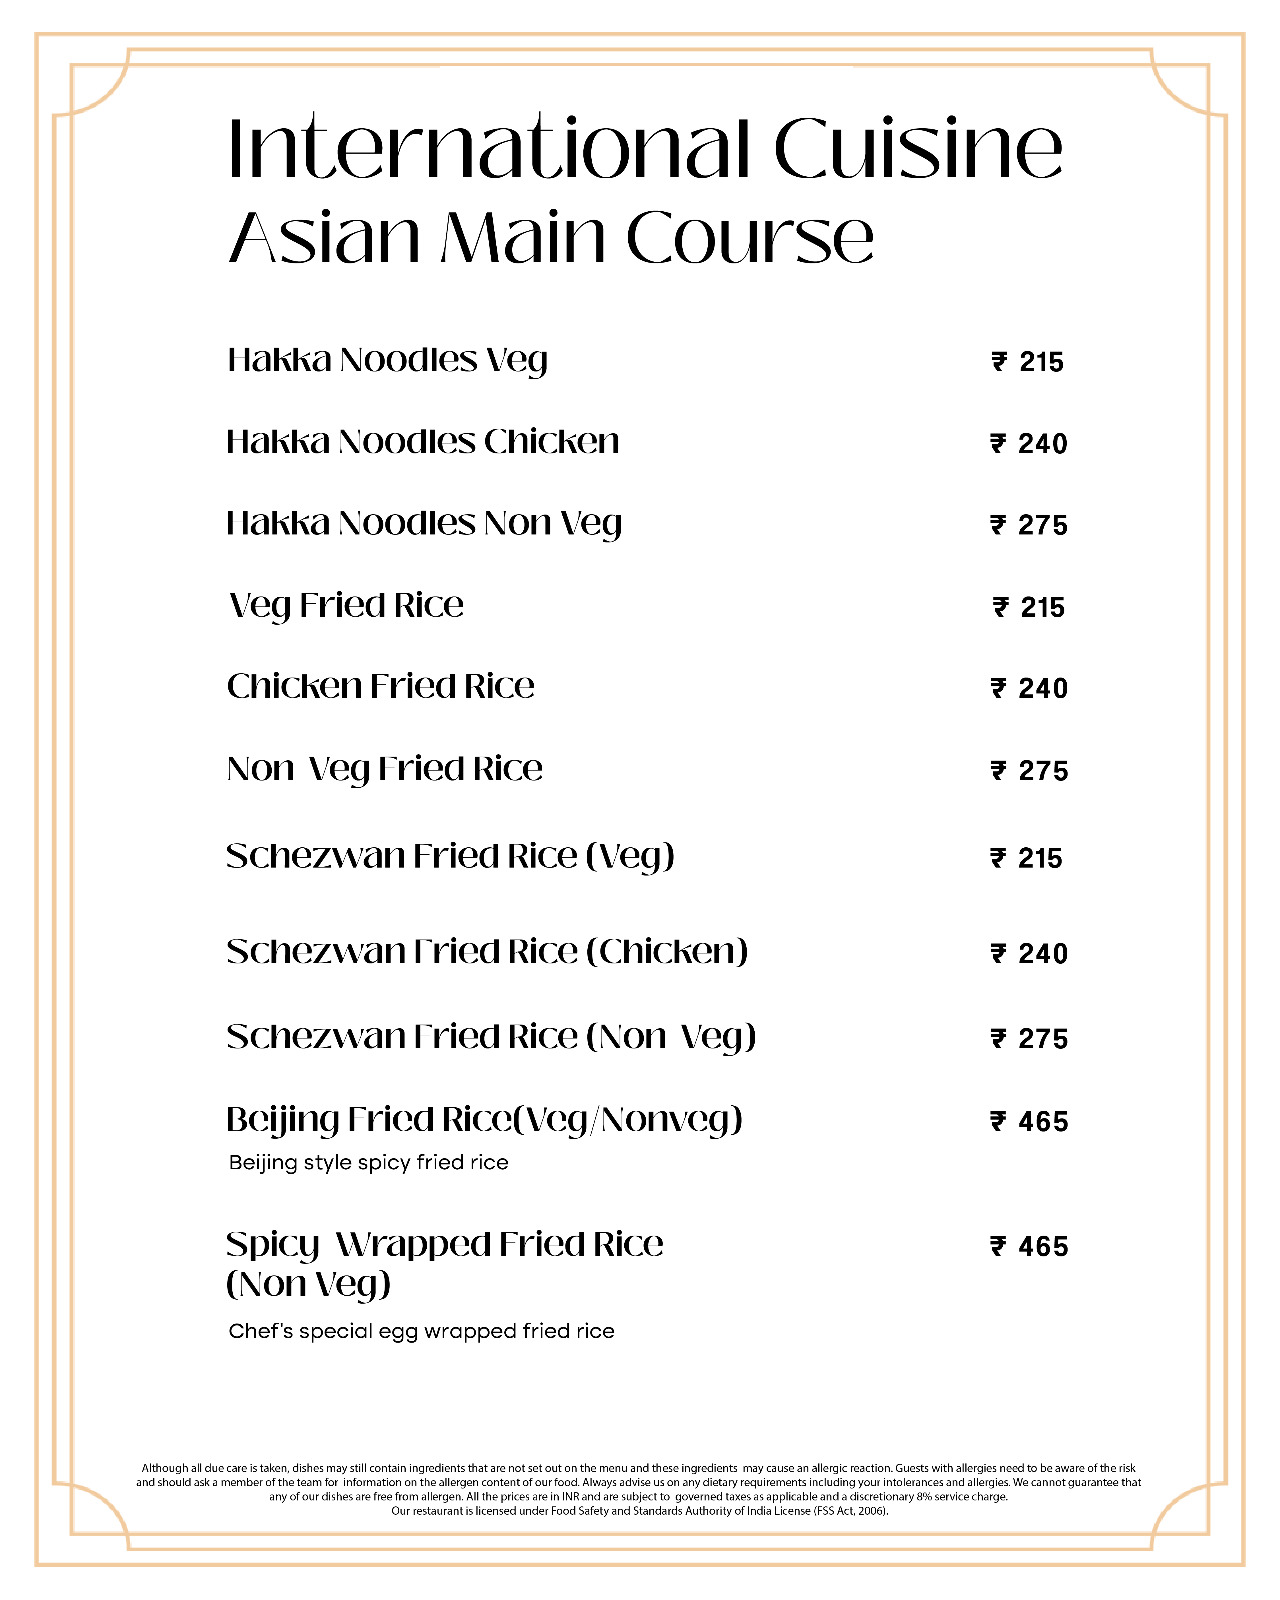 International Cuisine
Asian Main Course
Hakka Noodles Veg ₹ 215
Hakka Noodles Chicken ₹ 240
Hakka Noodles Non Veg ₹ 275
Veg Fried Rice ₹ 215
Chicken Fried Rice ₹ 240
Non Veg Fried Rice ₹ 275
Schezwan Fried Rice (Veg) ₹ 215
Schezwan Fried Rice (Chicken) ₹ 240
Schezwan Fried Rice (Non Veg) ₹ 275
Beijing Fried Rice(Veg/Nonveg) ₹ 465
Beijing style spicy fried rice
Spicy Wrapped Fried Rice ₹ 465
(Non Veg)
Chef's special egg wrapped fried rice
Although all due care is taken, dishes may still contain ingredients that are not set out on the menu and these ingredients may cause an allergic reaction. Guests with allergies need to be aware of the risk
and should ask a member of the team for information on the allergen content of our food. Always advise us on any dietary requirements including your intolerances and allergies. We cannot guarantee that
any of our dishes are free from allergen. All the prices are in INR and are subject to governed taxes as applicable and a discretionary 8% service charge.
Our restaurant is licensed under Food Safety and Standards Authority of India License (FSS Act, 2006).